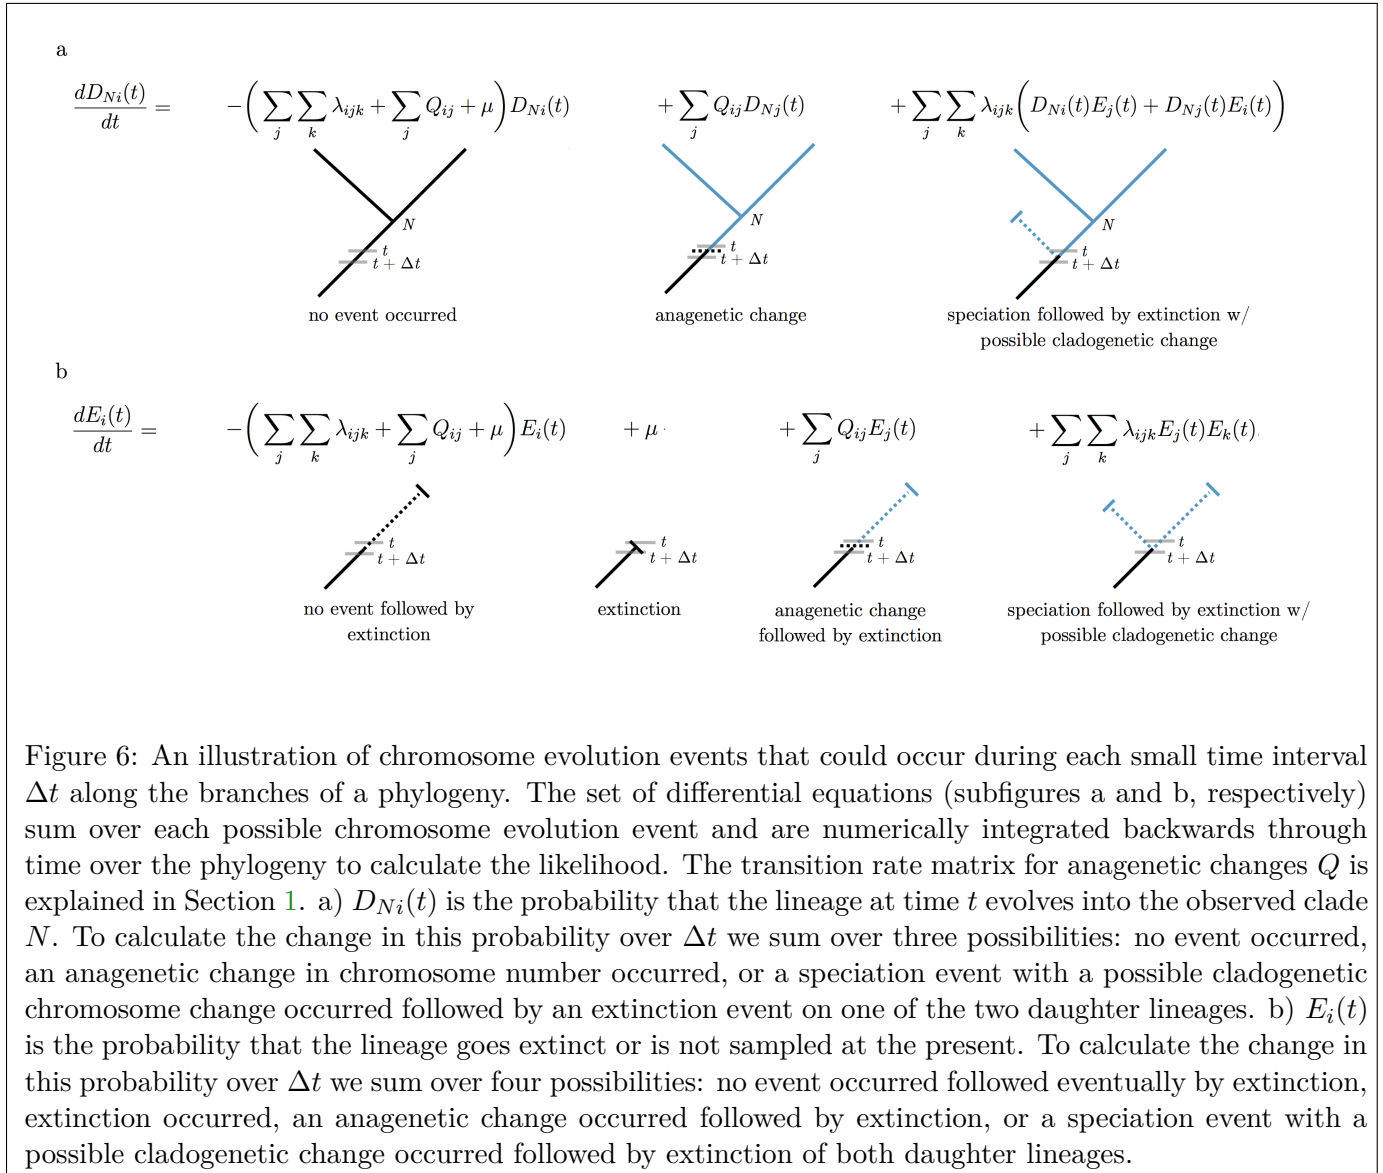 a
dD_{Ni}(t)/dt = −(∑_j ∑_k λ_{ijk} + ∑_j Q_{ij} + μ) D_{Ni}(t) + ∑_j Q_{ij}D_{Nj}(t) + ∑_j ∑_k λ_{ijk}(D_{Ni}(t)E_j(t) + D_{Nj}(t)E_i(t))
N N N
t t t
t + Δt t + Δt t + Δt
no event occurred anagenetic change speciation followed by extinction w/
possible cladogenetic change
b
dE_i(t)/dt = −(∑_j ∑_k λ_{ijk} + ∑_j Q_{ij} + μ) E_i(t) + μ + ∑_j Q_{ij}E_j(t) + ∑_j ∑_k λ_{ijk}E_j(t)E_k(t)
t t t t
t + Δt t + Δt t + Δt t + Δt
no event followed by extinction anagenetic change speciation followed by extinction w/
extinction followed by extinction possible cladogenetic change
Figure 6: An illustration of chromosome evolution events that could occur during each small time interval
Δt along the branches of a phylogeny. The set of differential equations (subfigures a and b, respectively)
sum over each possible chromosome evolution event and are numerically integrated backwards through
time over the phylogeny to calculate the likelihood. The transition rate matrix for anagenetic changes Q is
explained in Section 1. a) D_{Ni}(t) is the probability that the lineage at time t evolves into the observed clade
N. To calculate the change in this probability over Δt we sum over three possibilities: no event occurred,
an anagenetic change in chromosome number occurred, or a speciation event with a possible cladogenetic
chromosome change occurred followed by an extinction event on one of the two daughter lineages. b) E_i(t)
is the probability that the lineage goes extinct or is not sampled at the present. To calculate the change in
this probability over Δt we sum over four possibilities: no event occurred followed eventually by extinction,
extinction occurred, an anagenetic change occurred followed by extinction, or a speciation event with a
possible cladogenetic change occurred followed by extinction of both daughter lineages.